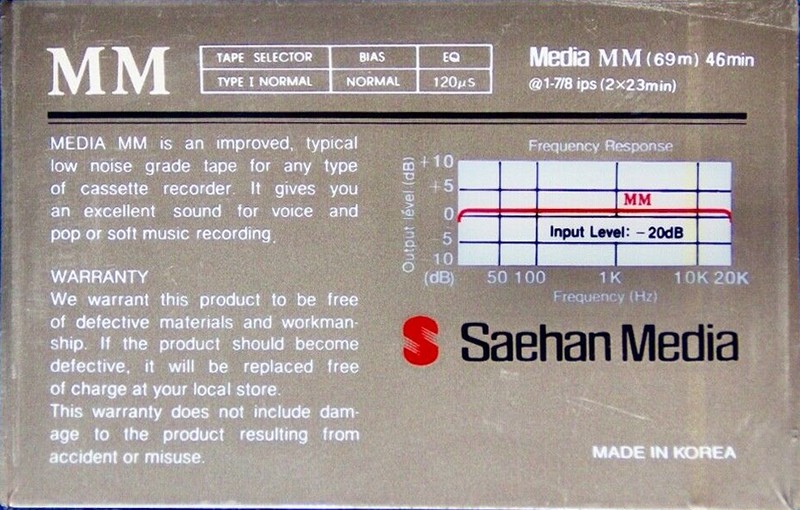 MM
TAPE SELECTOR BIAS EQ
TYPE I NORMAL NORMAL 120μS
Media MM (69m) 46min
@1-7/8 ips (2×23min)
MEDIA MM is an improved, typical
low noise grade tape for any type
of cassette recorder. It gives you
an excellent sound for voice and
pop or soft music recording.
WARRANTY
We warrant this product to be free
of defective materials and workman-
ship. If the product should become
defective, it will be replaced free
of charge at your local store.
This warranty does not include dam-
age to the product resulting from
accident or misuse.
Frequency Response
Output level (dB)
+10
+5
0
5
10
(dB)
MM
Input Level: −20dB
50 100 1K 10K 20K
Frequency (Hz)
Saehan Media
MADE IN KOREA